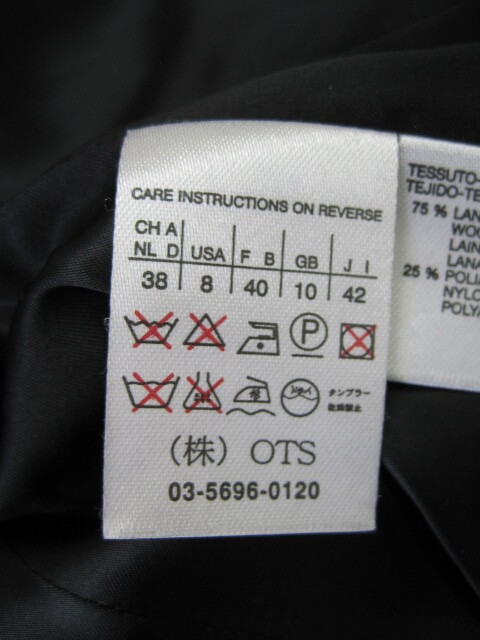 CARE INSTRUCTIONS ON REVERSE
CH A
NL D USA F B GB J I
38 8 40 10 42
P
タンブラー
乾燥禁止
(株) OTS
03-5696-0120
TESSUTO-
TEJIDO-TE
75 % LAN
WOO
LAIN
LANA
25 % POLIA
NYLO
POLYA